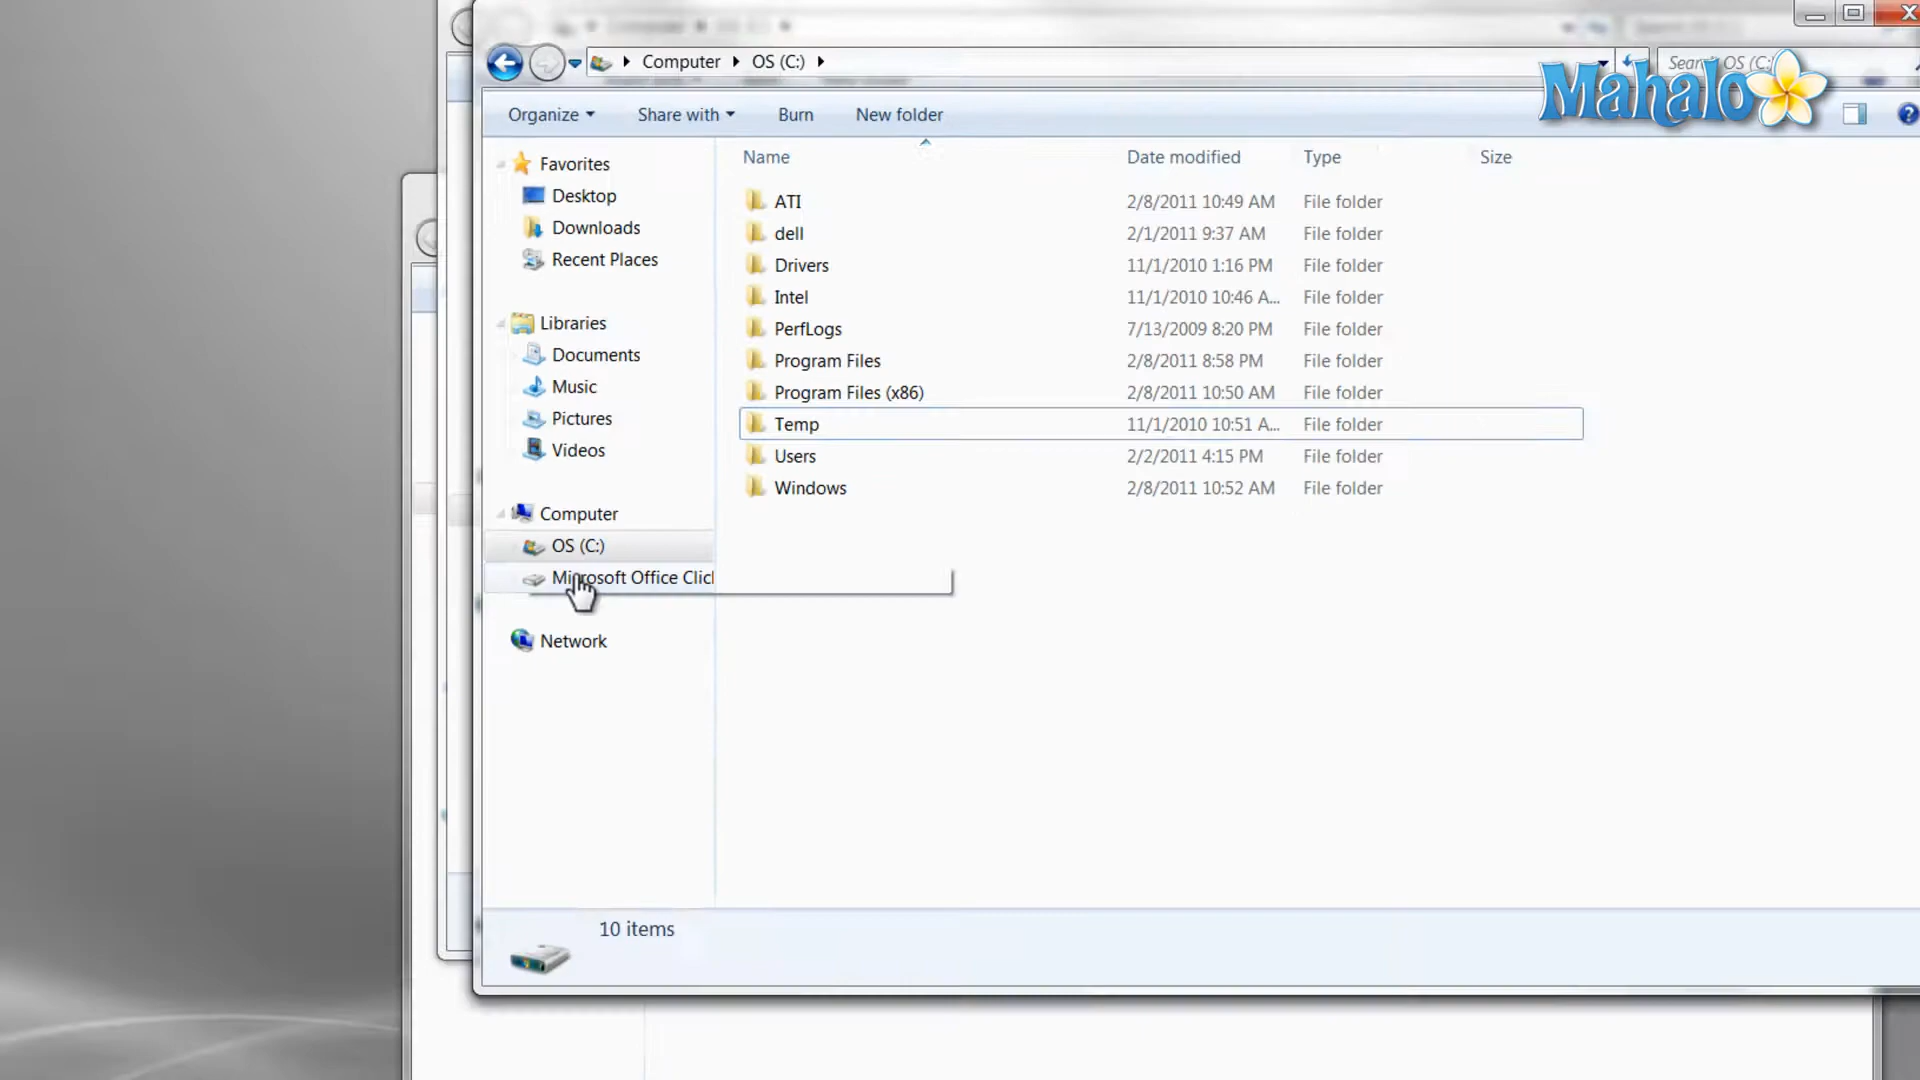 Computer OS (C:)
Search OS (C:)
Mahalo
Organize Share with Burn New folder
Name Date modified Type Size
Favorites
Desktop
Downloads
Recent Places
Libraries
Documents
Music
Pictures
Videos
Computer
OS (C:)
Microsoft Office Clic
Network
ATI 2/8/2011 10:49 AM File folder
dell 2/1/2011 9:37 AM File folder
Drivers 11/1/2010 1:16 PM File folder
Intel 11/1/2010 10:46 A... File folder
PerfLogs 7/13/2009 8:20 PM File folder
Program Files 2/8/2011 8:58 PM File folder
Program Files (x86) 2/8/2011 10:50 AM File folder
Temp 11/1/2010 10:51 A... File folder
Users 2/2/2011 4:15 PM File folder
Windows 2/8/2011 10:52 AM File folder
10 items